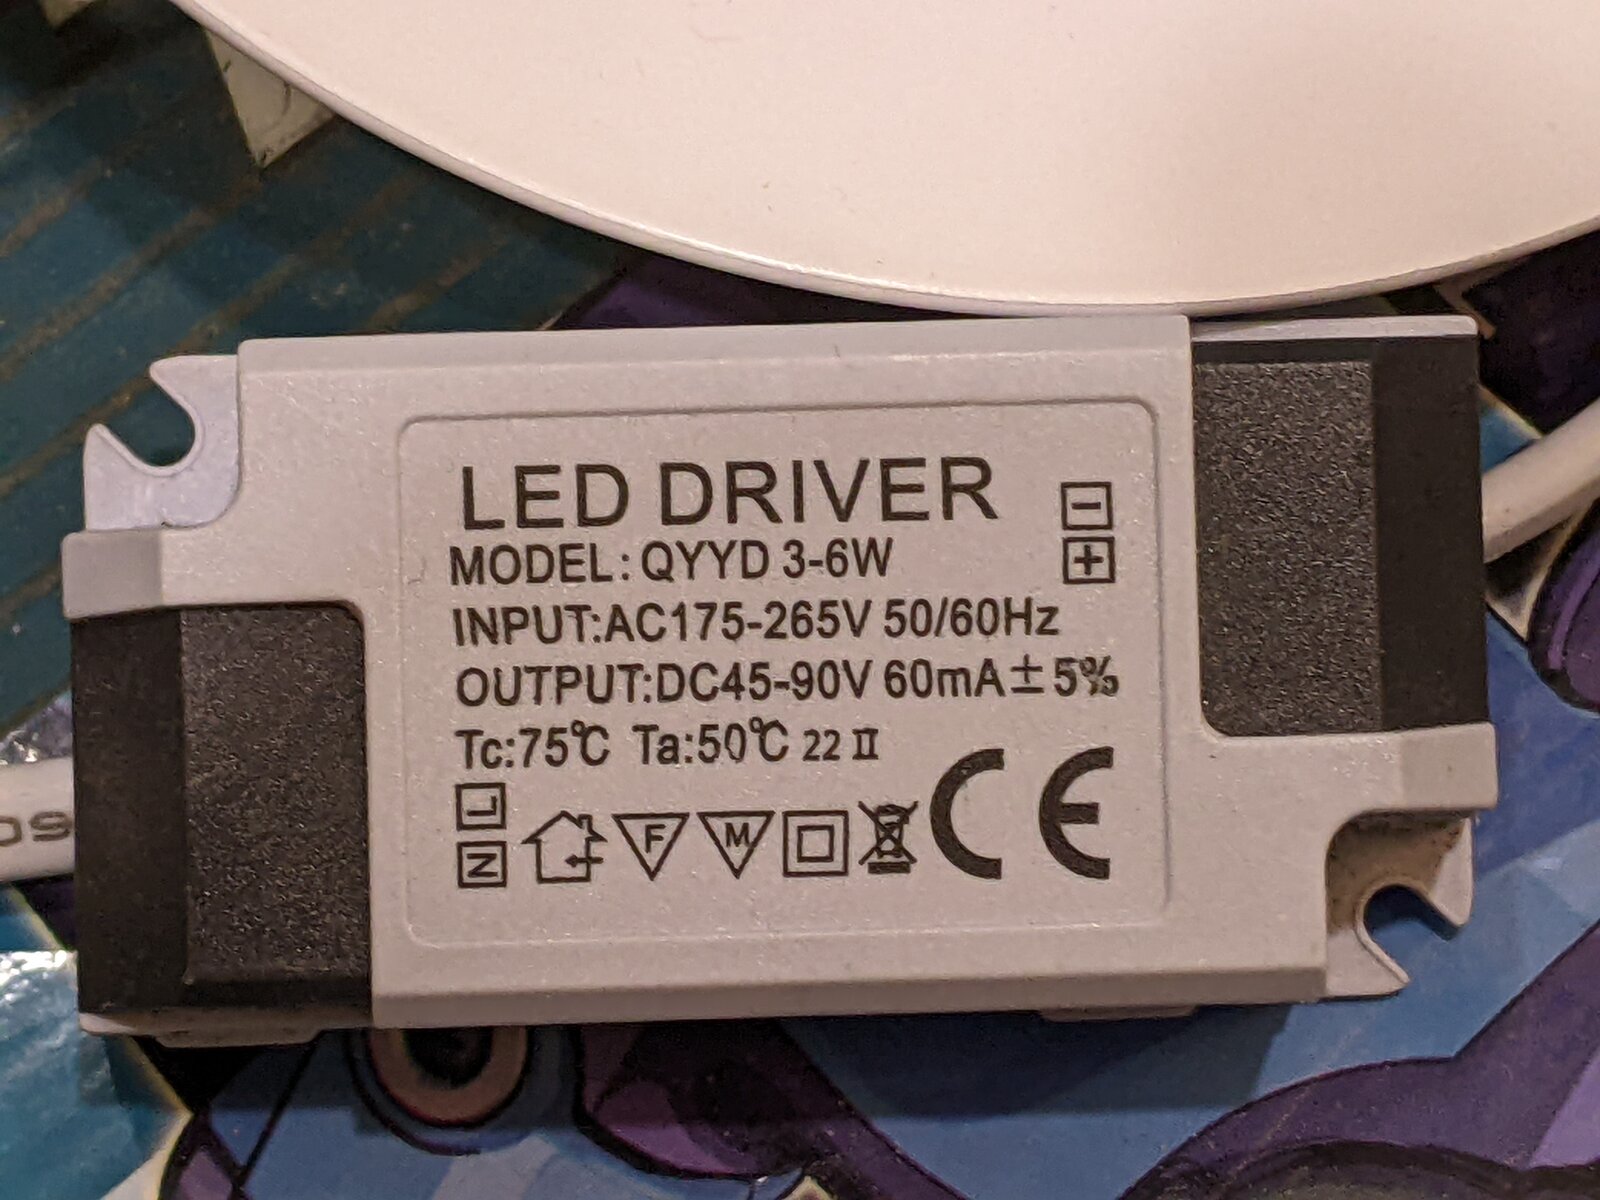 LED DRIVER
MODEL: QYYD 3-6W
INPUT:AC175-265V 50/60Hz
OUTPUT:DC45-90V 60mA±5%
Tc:75℃ Ta:50℃ 22 II
L
N
F
M
CE